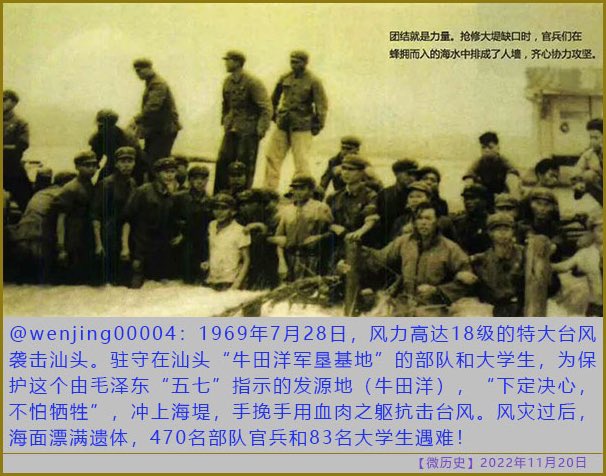 团结就是力量。抢修大堤缺口时，官兵们在
蜂拥而入的海水中排成了人墙，齐心协力攻坚。
@wenjing00004：1969年7月28日，风力高达18级的特大台风
袭击汕头。驻守在汕头“牛田洋军垦基地”的部队和大学生，为保
护这个由毛泽东“五七”指示的发源地（牛田洋），“下定决心，
不怕牺牲”，冲上海堤，手挽手用血肉之躯抗击台风。风灾过后，
海面漂满遗体，470名部队官兵和83名大学生遇难！
【微历史】2022年11月20日